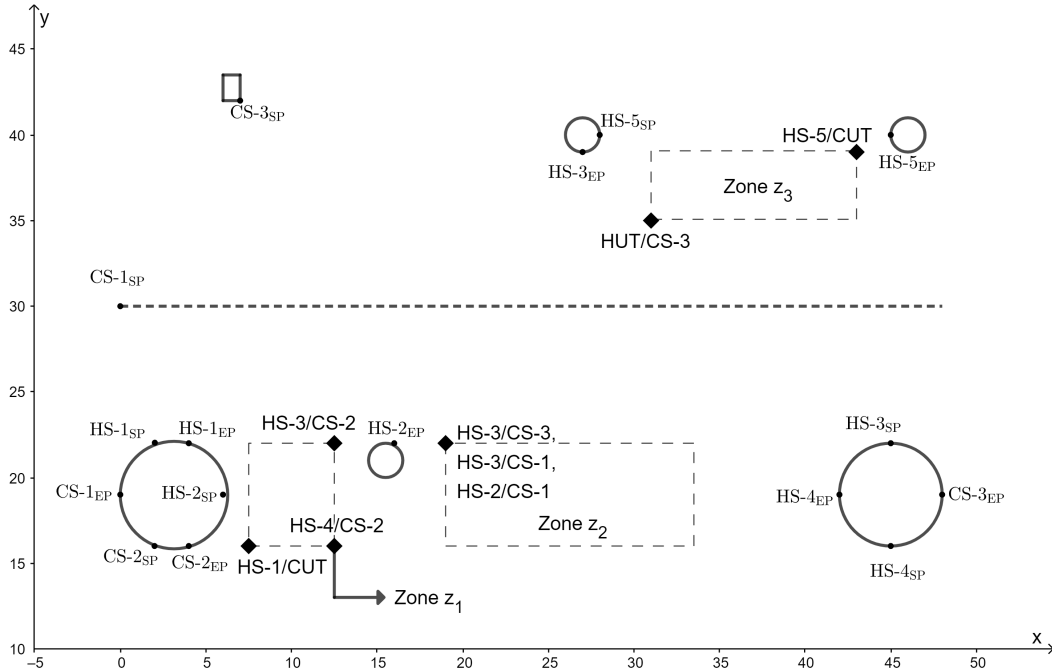 y
45
CS-3SP
40
HS-5SP
HS-3EP
HS-5/CUT
HS-5EP
Zone z3
35
HUT/CS-3
CS-1SP
30
25
HS-1SP
HS-1EP
HS-3/CS-2
HS-2EP
HS-3/CS-3,
HS-3/CS-1,
HS-2/CS-1
HS-3SP
20
CS-1EP
HS-2SP
HS-4EP
CS-3EP
HS-4/CS-2
Zone z2
CS-2SP
CS-2EP
HS-1/CUT
HS-4SP
15
Zone z1
10
x
−5
0
5
10
15
20
25
30
35
40
45
50